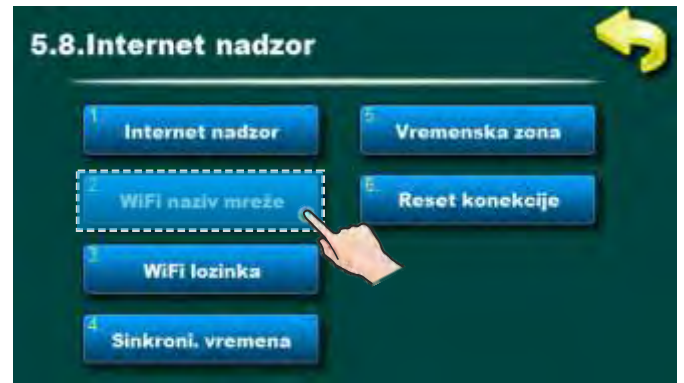 5.8.Internet nadzor
1
Internet nadzor
2
WiFi naziv mreže
3
WiFi lozinka
4
Sinkroni. vremena
5
Vremenska zona
6.
Reset konekcije